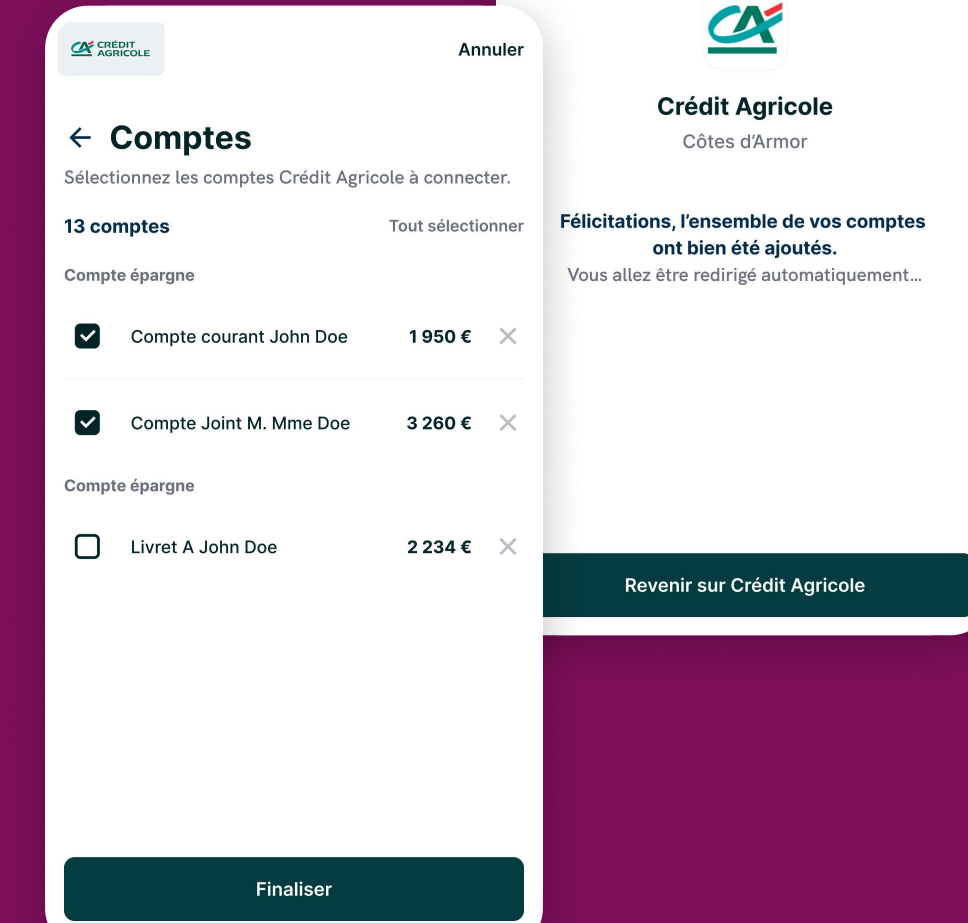 CRÉDIT
AGRICOLE
Annuler
Comptes
Sélectionnez les comptes Crédit Agricole à connecter.
13 comptes
Tout sélectionner
Compte épargne
Compte courant John Doe
1 950 €
Compte Joint M. Mme Doe
3 260 €
Compte épargne
Livret A John Doe
2 234 €
Finaliser
CA
Crédit Agricole
Côtes d’Armor
Félicitations, l’ensemble de vos comptes
ont bien été ajoutés.
Vous allez être redirigé automatiquement...
Revenir sur Crédit Agricole